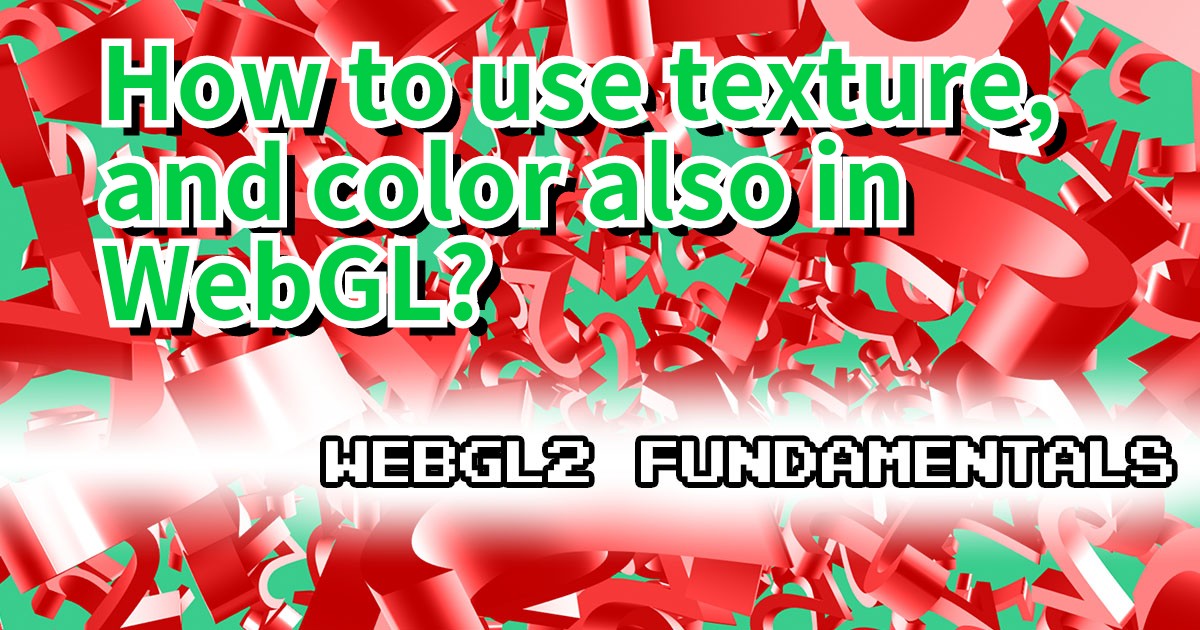 How to use texture,
and color also in
WebGL?
WEBGL2 FUNDAMENTALS